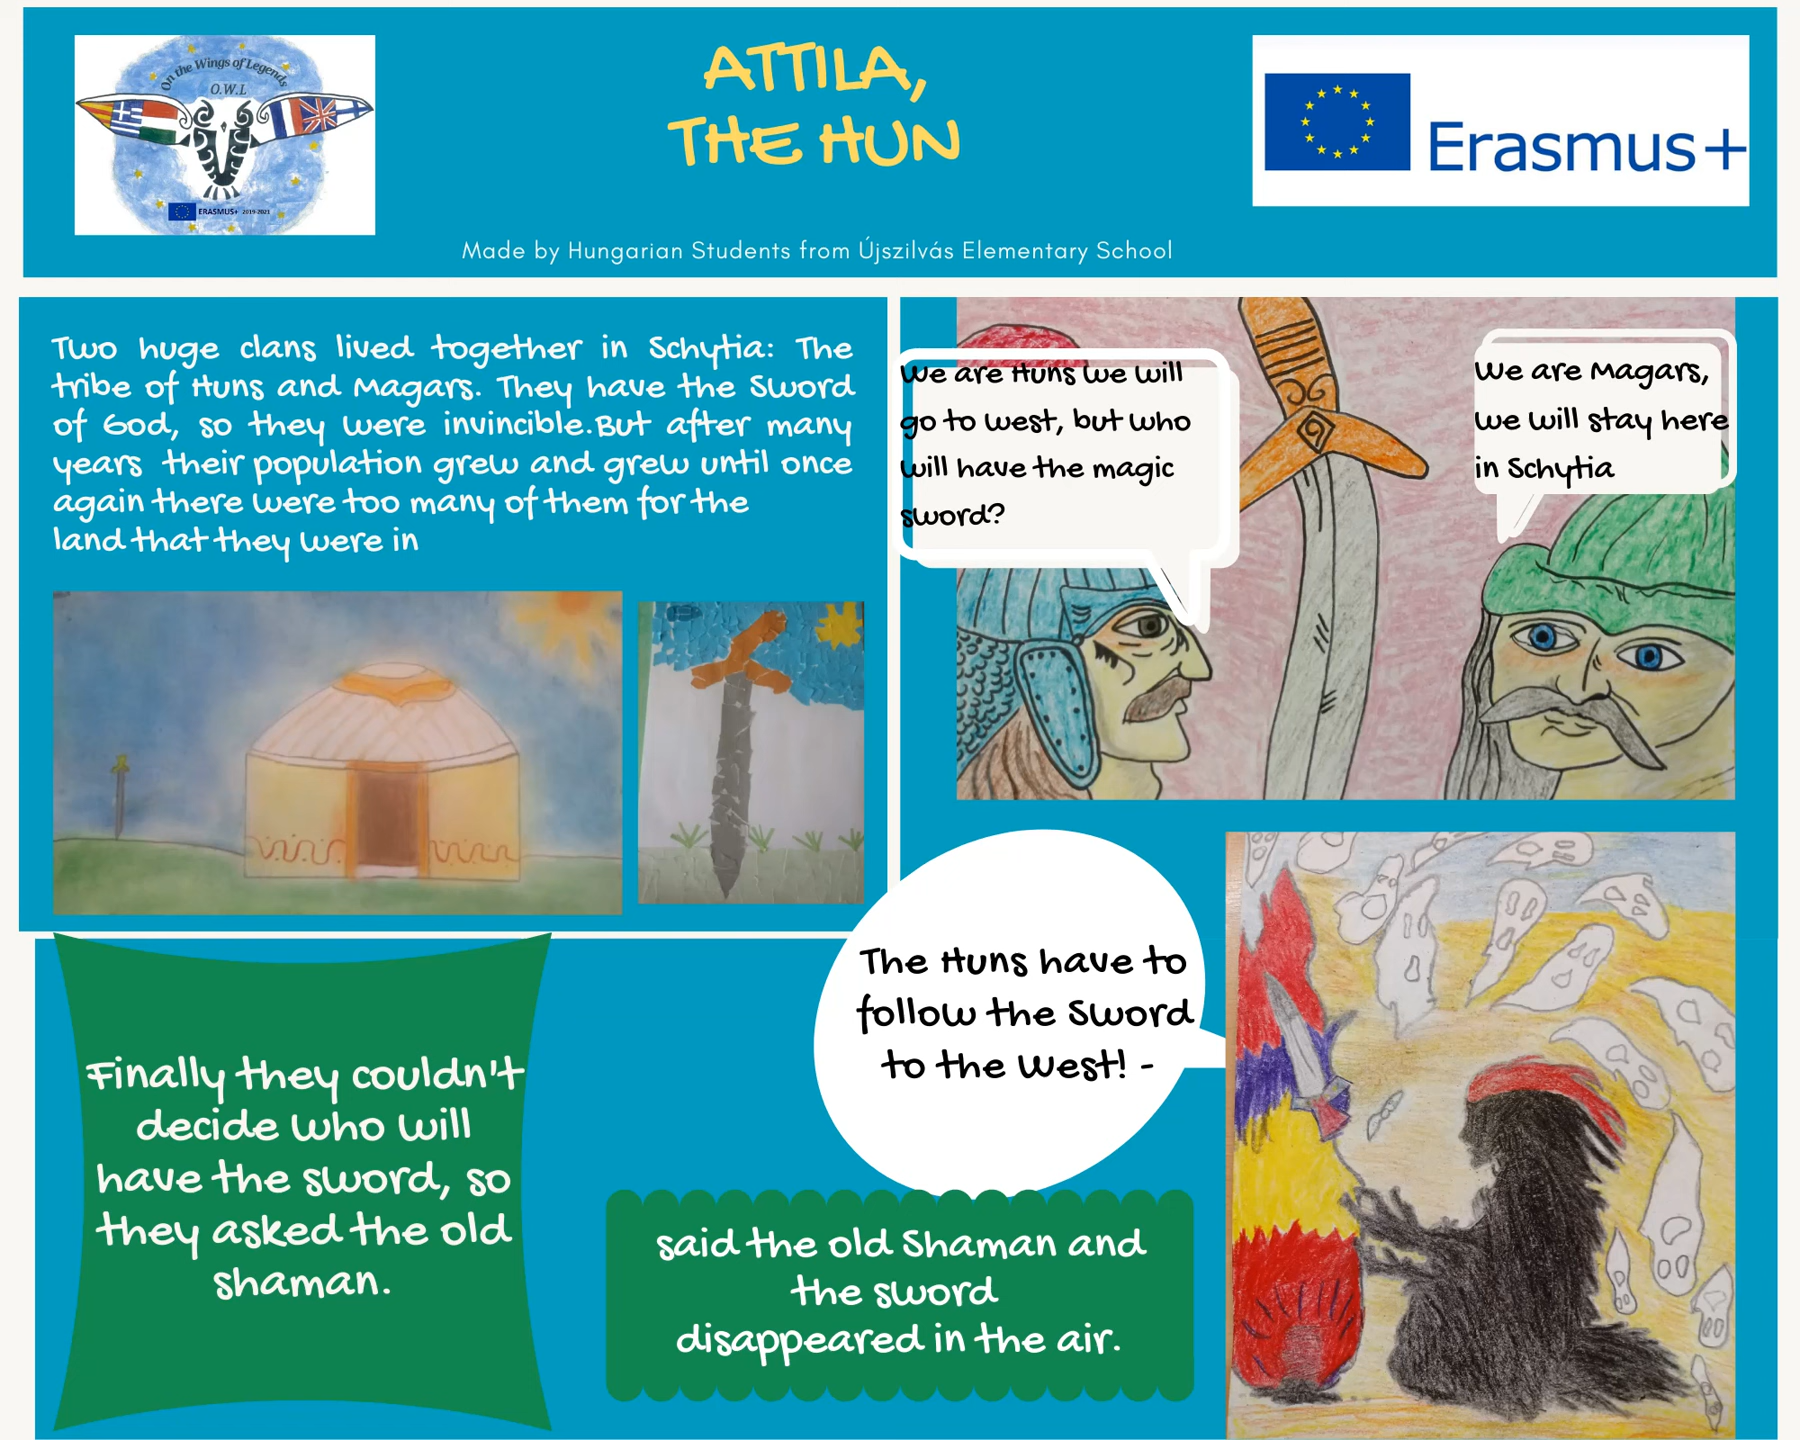 On the Wings of Legends
O.W.L
ERASMUS+ 2019-2021
ATTILA,
THE HUN
Erasmus+
Made by Hungarian Students from Újszilvás Elementary School
Two huge clans lived together in Schytia: The
tribe of Huns and Magars. They have the Sword
of God, so they were invincible.But after many
years their population grew and grew until once
again there were too many of them for the
land that they were in
We are Huns we will
go to west, but who
will have the magic
sword?
We are Magars,
we will stay here
in Schytia
The Huns have to
follow the Sword
to the West! -
Finally they couldn't
decide who will
have the sword, so
they asked the old
shaman.
said the old Shaman and
the sword
disappeared in the air.